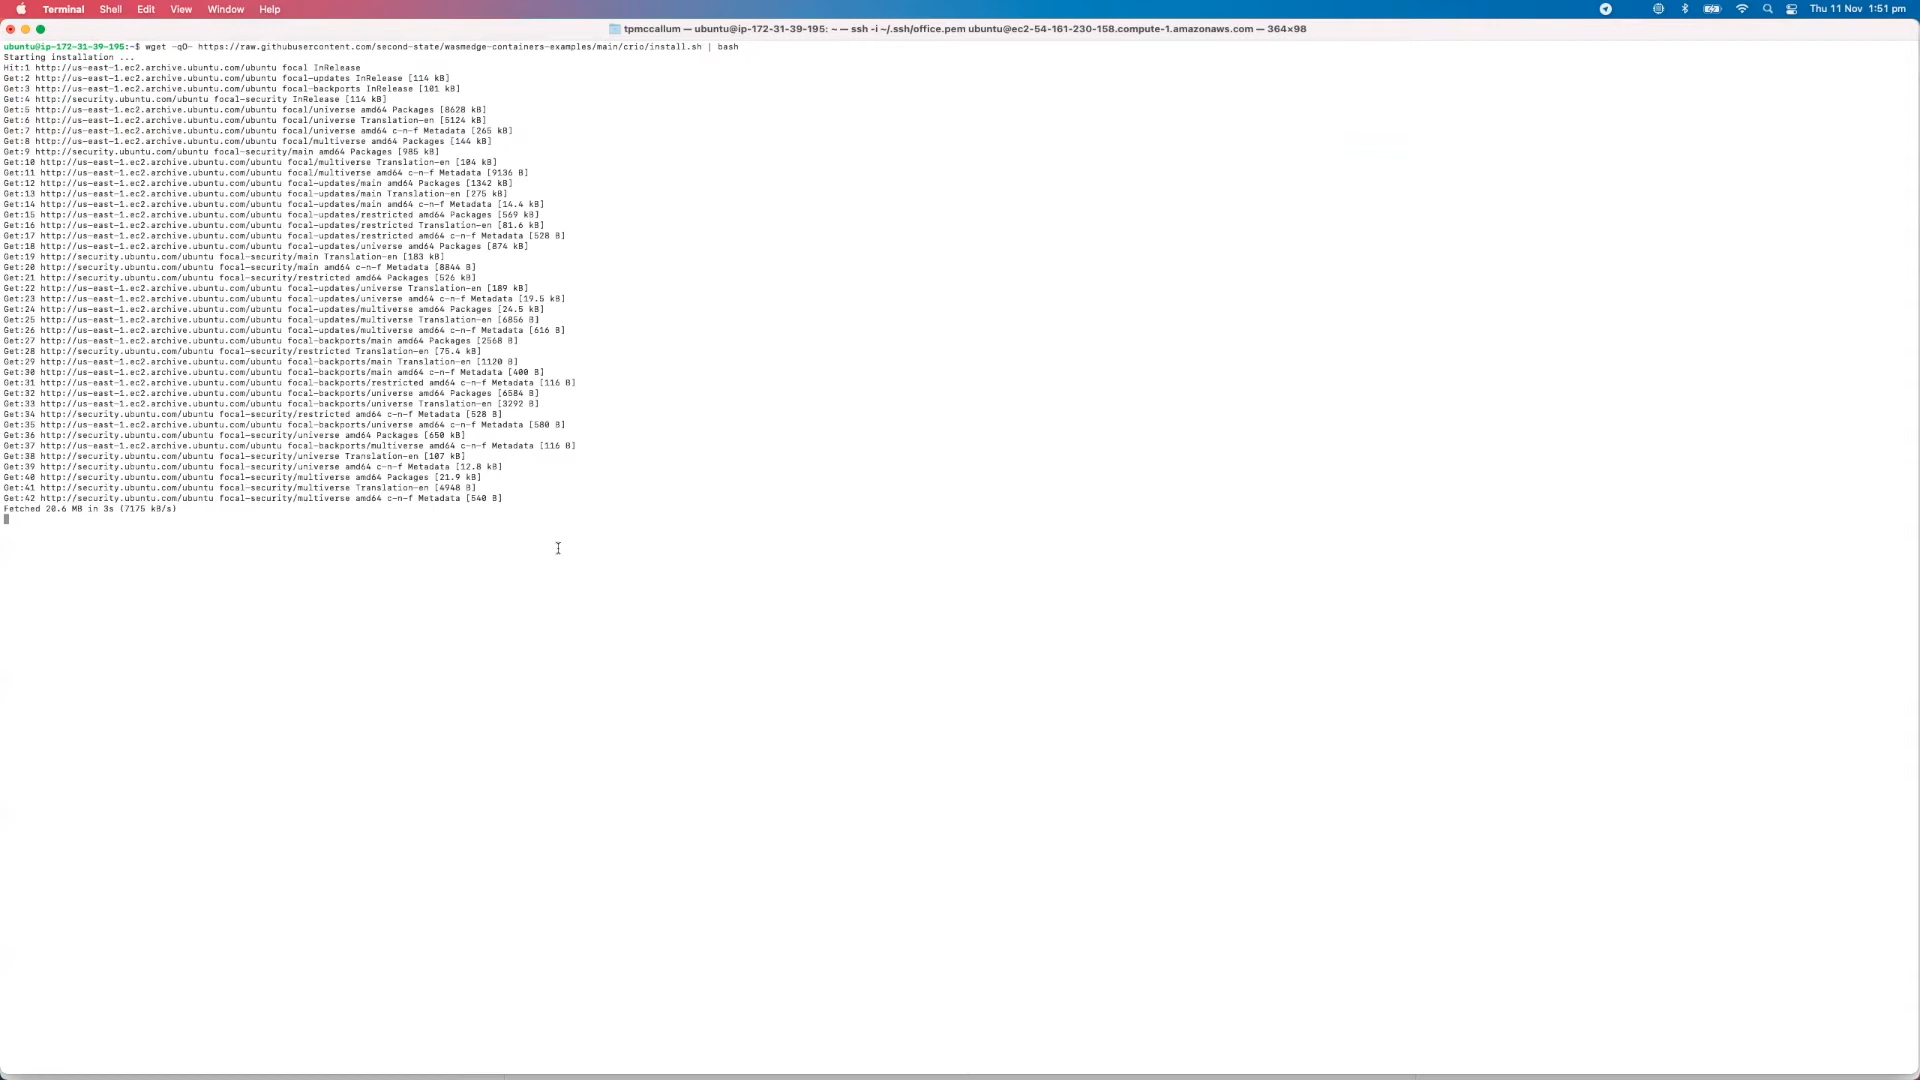 Terminal Shell Edit View Window Help Thu 11 Nov 1:51 pm
tpmccallum — ubuntu@ip-172-31-39-195: ~ — ssh -i ~/.ssh/office.pem ubuntu@ec2-54-161-230-158.compute-1.amazonaws.com — 364×98
ubuntu@ip-172-31-39-195:~$ wget -qO- https://raw.githubusercontent.com/second-state/wasmedge-containers-examples/main/crio/install.sh | bash
Starting installation ...
Hit:1 http://us-east-1.ec2.archive.ubuntu.com/ubuntu focal InRelease
Get:2 http://us-east-1.ec2.archive.ubuntu.com/ubuntu focal-updates InRelease [114 kB]
Get:3 http://us-east-1.ec2.archive.ubuntu.com/ubuntu focal-backports InRelease [101 kB]
Get:4 http://security.ubuntu.com/ubuntu focal-security InRelease [114 kB]
Get:5 http://us-east-1.ec2.archive.ubuntu.com/ubuntu focal/universe amd64 Packages [8628 kB]
Get:6 http://us-east-1.ec2.archive.ubuntu.com/ubuntu focal/universe Translation-en [5124 kB]
Get:7 http://us-east-1.ec2.archive.ubuntu.com/ubuntu focal/universe amd64 c-n-f Metadata [265 kB]
Get:8 http://us-east-1.ec2.archive.ubuntu.com/ubuntu focal/multiverse amd64 Packages [144 kB]
Get:9 http://security.ubuntu.com/ubuntu focal-security/main amd64 Packages [985 kB]
Get:10 http://us-east-1.ec2.archive.ubuntu.com/ubuntu focal/multiverse Translation-en [104 kB]
Get:11 http://us-east-1.ec2.archive.ubuntu.com/ubuntu focal/multiverse amd64 c-n-f Metadata [9136 B]
Get:12 http://us-east-1.ec2.archive.ubuntu.com/ubuntu focal-updates/main amd64 Packages [1342 kB]
Get:13 http://us-east-1.ec2.archive.ubuntu.com/ubuntu focal-updates/main Translation-en [275 kB]
Get:14 http://us-east-1.ec2.archive.ubuntu.com/ubuntu focal-updates/main amd64 c-n-f Metadata [14.4 kB]
Get:15 http://us-east-1.ec2.archive.ubuntu.com/ubuntu focal-updates/restricted amd64 Packages [569 kB]
Get:16 http://us-east-1.ec2.archive.ubuntu.com/ubuntu focal-updates/restricted Translation-en [81.6 kB]
Get:17 http://us-east-1.ec2.archive.ubuntu.com/ubuntu focal-updates/restricted amd64 c-n-f Metadata [528 B]
Get:18 http://us-east-1.ec2.archive.ubuntu.com/ubuntu focal-updates/universe amd64 Packages [874 kB]
Get:19 http://security.ubuntu.com/ubuntu focal-security/main Translation-en [183 kB]
Get:20 http://security.ubuntu.com/ubuntu focal-security/main amd64 c-n-f Metadata [8844 B]
Get:21 http://security.ubuntu.com/ubuntu focal-security/restricted amd64 Packages [526 kB]
Get:22 http://us-east-1.ec2.archive.ubuntu.com/ubuntu focal-updates/universe Translation-en [189 kB]
Get:23 http://us-east-1.ec2.archive.ubuntu.com/ubuntu focal-updates/universe amd64 c-n-f Metadata [19.5 kB]
Get:24 http://us-east-1.ec2.archive.ubuntu.com/ubuntu focal-updates/multiverse amd64 Packages [24.5 kB]
Get:25 http://us-east-1.ec2.archive.ubuntu.com/ubuntu focal-updates/multiverse Translation-en [6856 B]
Get:26 http://us-east-1.ec2.archive.ubuntu.com/ubuntu focal-updates/multiverse amd64 c-n-f Metadata [616 B]
Get:27 http://us-east-1.ec2.archive.ubuntu.com/ubuntu focal-backports/main amd64 Packages [2568 B]
Get:28 http://security.ubuntu.com/ubuntu focal-security/restricted Translation-en [75.4 kB]
Get:29 http://us-east-1.ec2.archive.ubuntu.com/ubuntu focal-backports/main Translation-en [1120 B]
Get:30 http://us-east-1.ec2.archive.ubuntu.com/ubuntu focal-backports/main amd64 c-n-f Metadata [400 B]
Get:31 http://us-east-1.ec2.archive.ubuntu.com/ubuntu focal-backports/restricted amd64 c-n-f Metadata [116 B]
Get:32 http://us-east-1.ec2.archive.ubuntu.com/ubuntu focal-backports/universe amd64 Packages [6584 B]
Get:33 http://us-east-1.ec2.archive.ubuntu.com/ubuntu focal-backports/universe Translation-en [3292 B]
Get:34 http://security.ubuntu.com/ubuntu focal-security/restricted amd64 c-n-f Metadata [528 B]
Get:35 http://us-east-1.ec2.archive.ubuntu.com/ubuntu focal-backports/universe amd64 c-n-f Metadata [580 B]
Get:36 http://security.ubuntu.com/ubuntu focal-security/universe amd64 Packages [650 kB]
Get:37 http://us-east-1.ec2.archive.ubuntu.com/ubuntu focal-backports/multiverse amd64 c-n-f Metadata [116 B]
Get:38 http://security.ubuntu.com/ubuntu focal-security/universe Translation-en [107 kB]
Get:39 http://security.ubuntu.com/ubuntu focal-security/universe amd64 c-n-f Metadata [12.8 kB]
Get:40 http://security.ubuntu.com/ubuntu focal-security/multiverse amd64 Packages [21.9 kB]
Get:41 http://security.ubuntu.com/ubuntu focal-security/multiverse Translation-en [4948 B]
Get:42 http://security.ubuntu.com/ubuntu focal-security/multiverse amd64 c-n-f Metadata [540 B]
Fetched 20.6 MB in 3s (7175 kB/s)